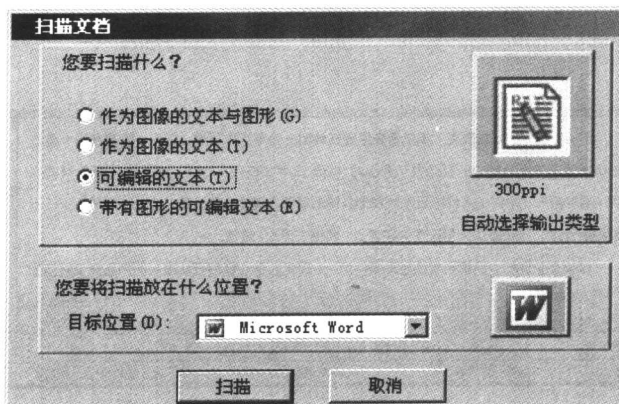 扫描文档
您要扫描什么？
作为图像的文本与图形(G)
作为图像的文本(T)
可编辑的文本(T)
带有图形的可编辑文本(E)
300ppi
自动选择输出类型
您要将扫描放在什么位置？
目标位置(D):
Microsoft Word
扫描
取消